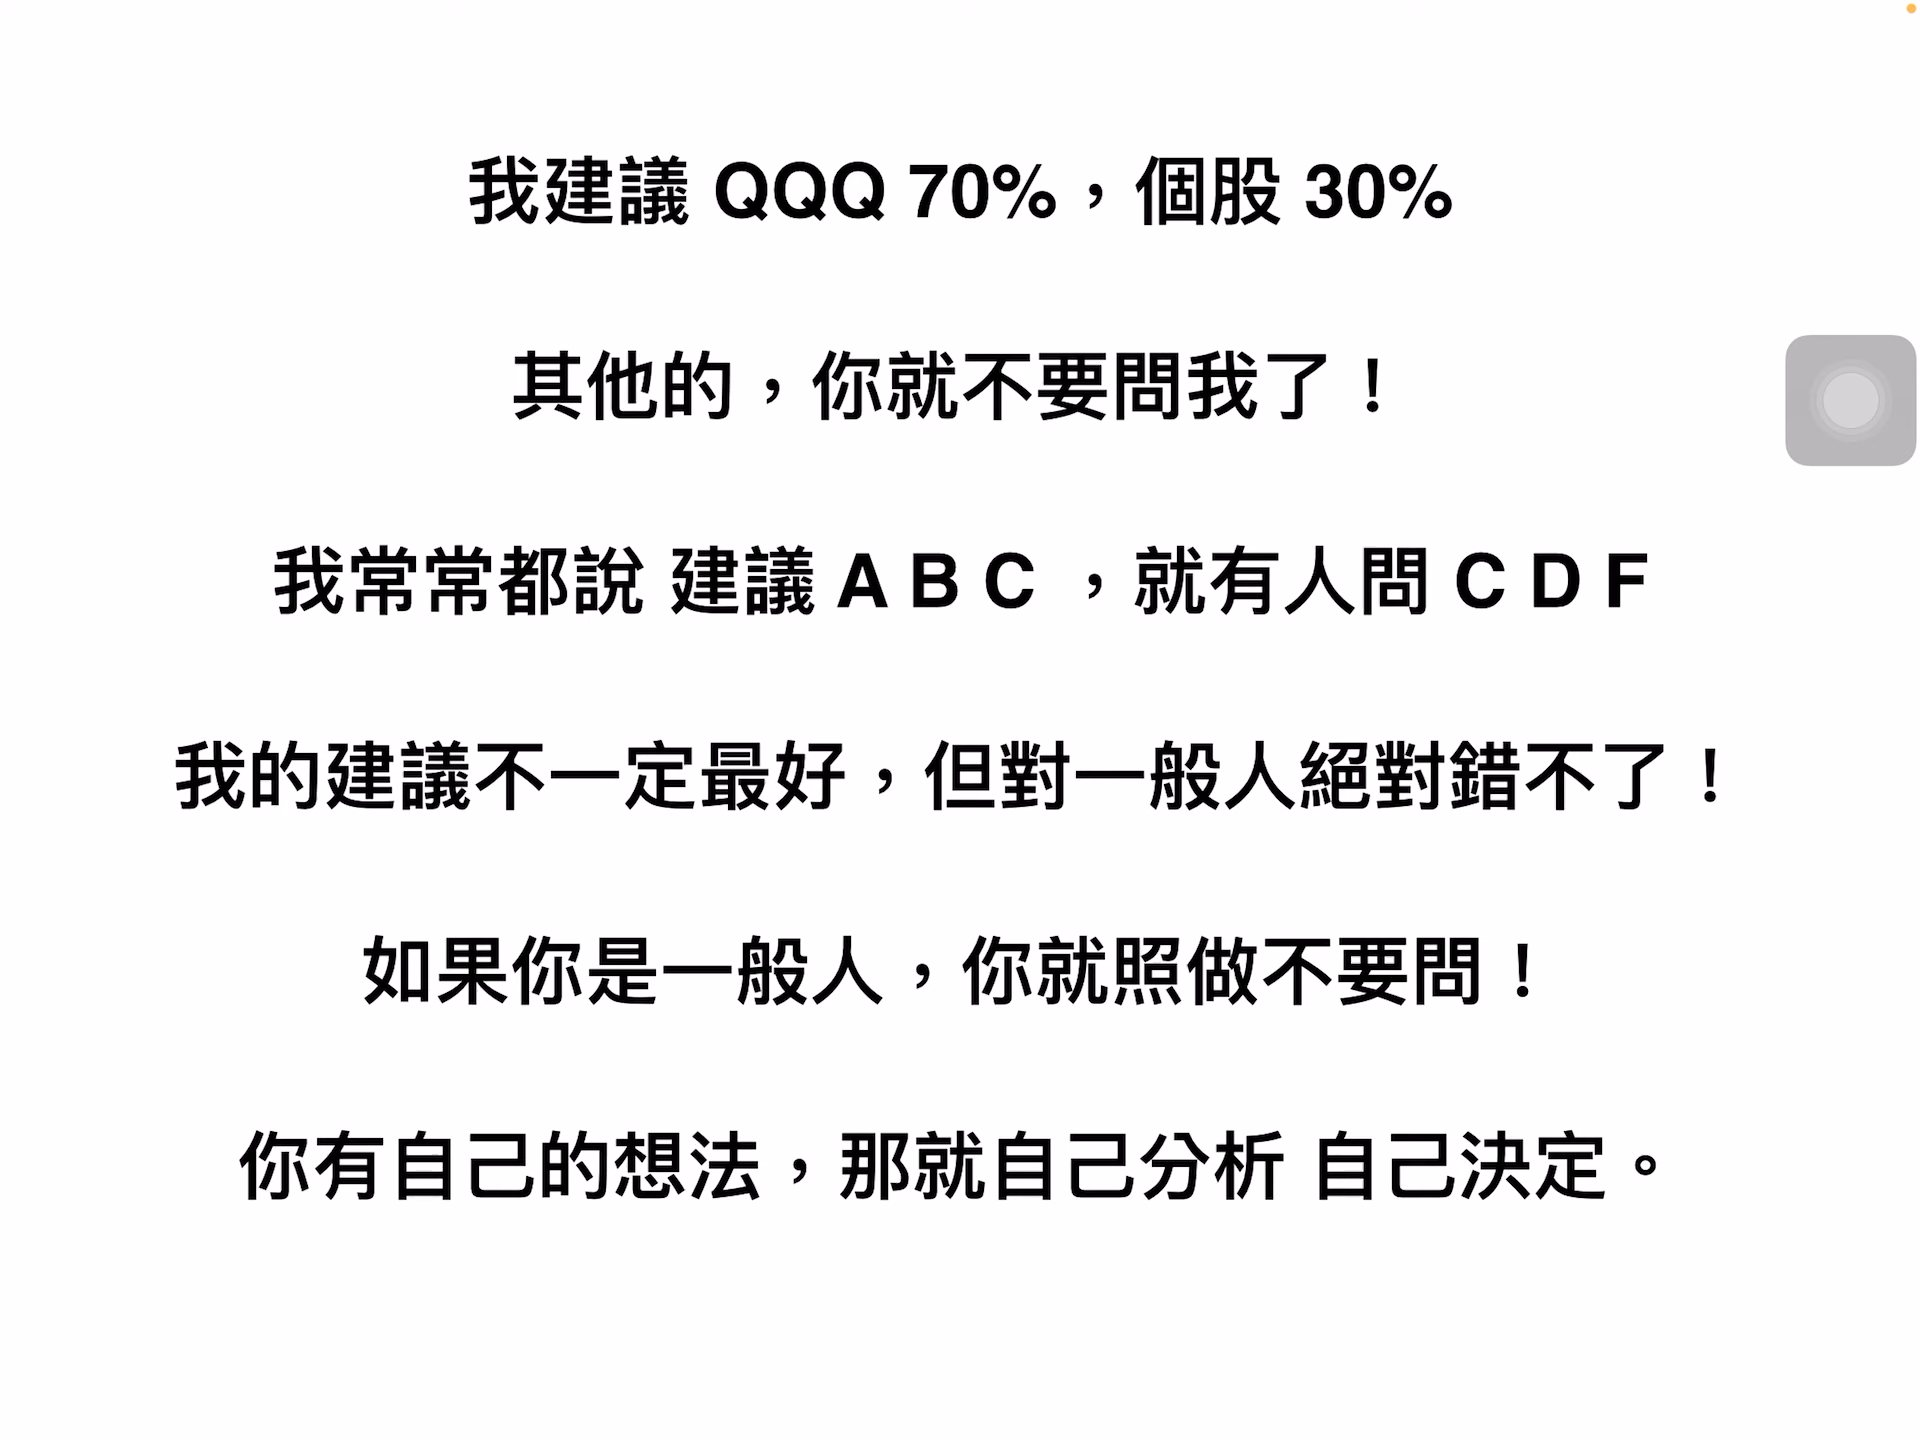 我建議 QQQ 70%，個股 30%
其他的，你就不要問我了！
我常常都說 建議 A B C ，就有人問 C D F
我的建議不一定最好，但對一般人絕對錯不了！
如果你是一般人，你就照做不要問！
你有自己的想法，那就自己分析 自己決定。